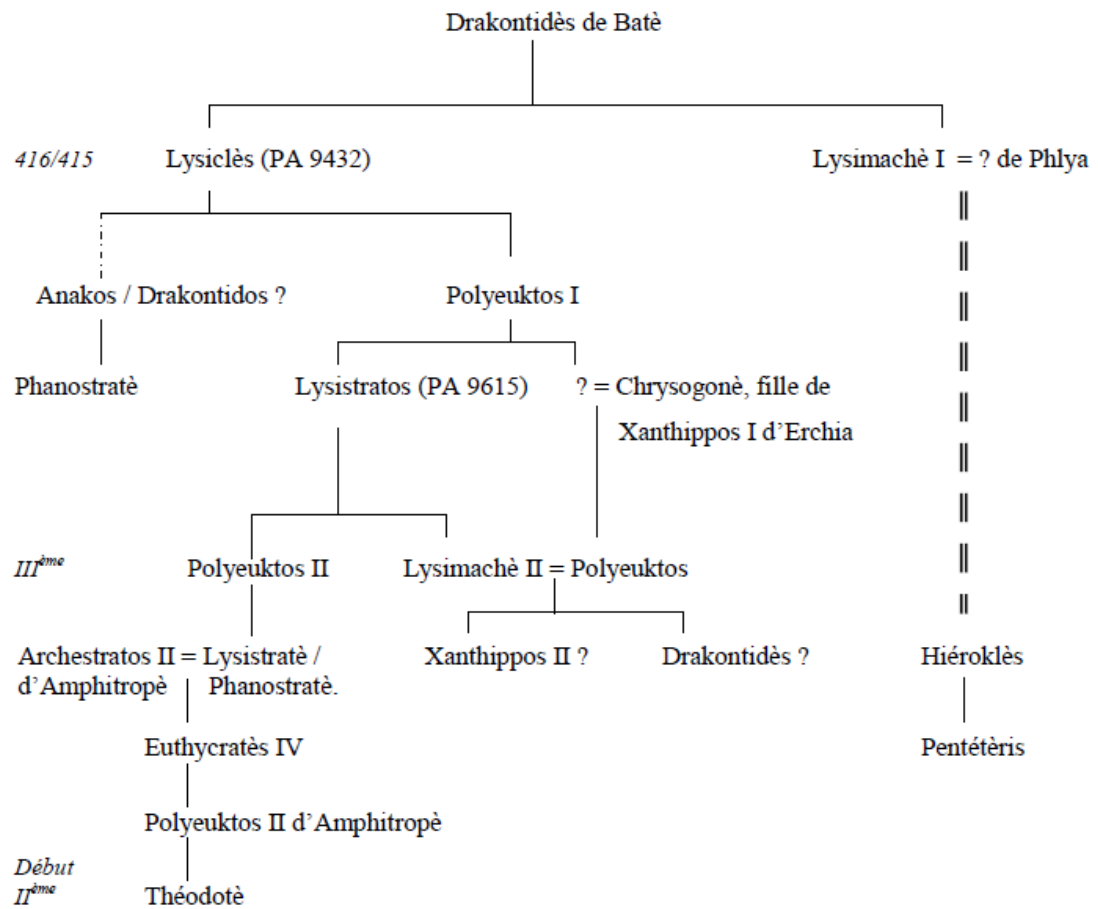 Drakontidès de Batè
416/415 Lysiclès (PA 9432) Lysimachè I = ? de Phlya
Anakos / Drakontidos ? Polyeuktos I
Phanostratè Lysistratos (PA 9615) ? = Chrysogonè, fille de
Xanthippos I d’Erchia
IIIème Polyeuktos II Lysimachè II = Polyeuktos
Archestratos II = Lysistratè / Xanthippos II ? Drakontidès ? Hiéroklès
d’Amphitropè Phanostratè.
Euthycratès IV Pentétèris
Polyeuktos II d’Amphitropè
Début
IIème Théodotè